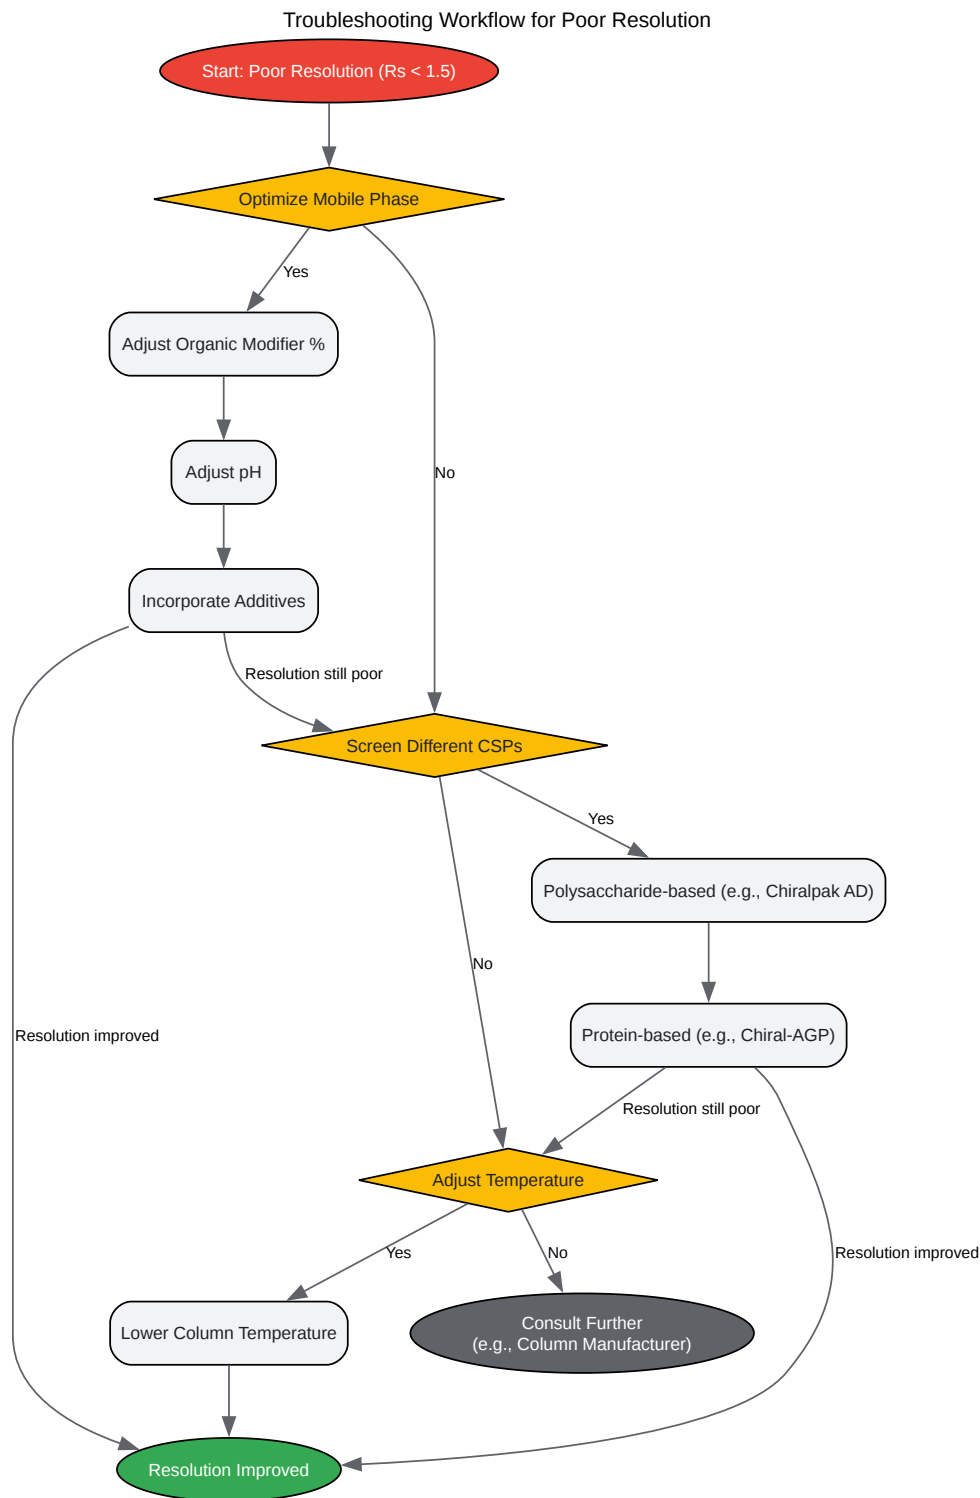 Troubleshooting Workflow for Poor Resolution
Start: Poor Resolution (Rs < 1.5)
Optimize Mobile Phase
Yes
Adjust Organic Modifier %
Adjust pH
No
Incorporate Additives
Resolution still poor
Screen Different CSPs
Yes
Polysaccharide-based (e.g., Chiralpak AD)
No
Resolution improved
Protein-based (e.g., Chiral-AGP)
Resolution still poor
Adjust Temperature
Yes
No
Resolution improved
Lower Column Temperature
Consult Further
(e.g., Column Manufacturer)
Resolution Improved